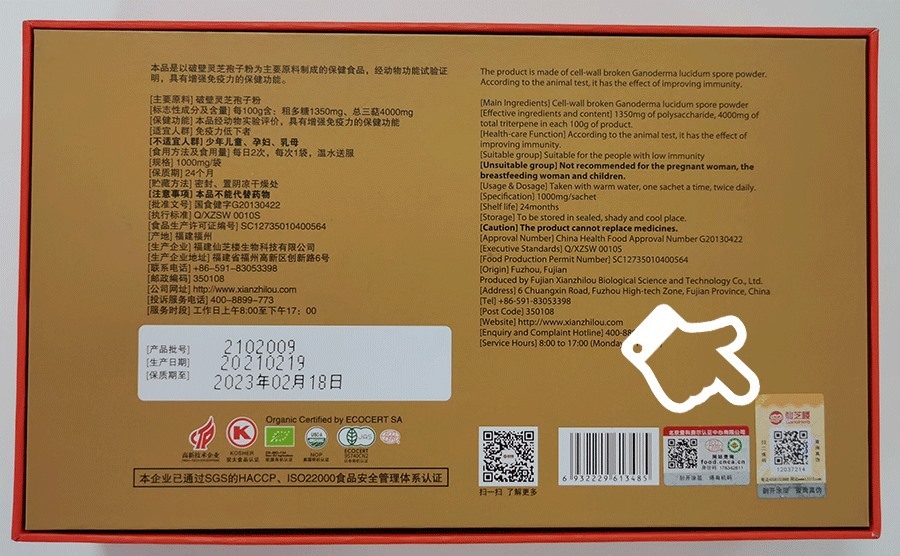 本品是以破壁灵芝孢子粉为主要原料制成的保健食品，经动物功能试验证
明，具有增强免疫力的保健功能。
[主要原料] 破壁灵芝孢子粉
[标志性成分及含量] 每100g含：粗多糖1350mg、总三萜4000mg
[保健功能] 本品经动物实验评价，具有增强免疫力的保健功能
[适宜人群] 免疫力低下者
[不适宜人群] 少年儿童、孕妇、乳母
[食用方法及食用量] 每日2次，每次1袋，温水送服
[规格] 1000mg/袋
[保质期] 24个月
[贮藏方法] 密封、置阴凉干燥处
[注意事项] 本品不能代替药物
[批准文号] 国食健字G20130422
[执行标准] Q/XZSW 0010S
[食品生产许可证编号] SC12735010400564
[产地] 福建福州
[生产企业] 福建仙芝楼生物科技有限公司
[生产企业地址] 福建省福州高新区创新路6号
[联系电话] +86-591-83053398
[邮政编码] 350108
[公司网址] http://www.xianzhilou.com
[投诉服务电话] 400-8899-773
[服务时段] 工作日上午8:00至下午17：00
[产品批号] 2102009
[生产日期] 20210219
[保质期至] 2023年02月18日
Organic Certified by ECOCERT SA
高新技术企业
KOSHER
NOP
ECOCERT
本企业已通过SGS的HACCP、ISO22000食品安全管理体系认证
The product is made of cell-wall broken Ganoderma lucidum spore powder.
According to the animal test, it has the effect of improving immunity.
[Main Ingredients] Cell-wall broken Ganoderma lucidum spore powder
[Effective ingredients and content] 1350mg of polysaccharide, 4000mg of
total triterpene in each 100g of product.
[Health-care Function] According to the animal test, it has the effect of
improving immunity.
[Suitable group] Suitable for the people with low immunity
[Unsuitable group] Not recommended for the pregnant woman, the
breastfeeding woman and children.
[Usage & Dosage] Taken with warm water, one sachet a time, twice daily.
[Specification] 1000mg/sachet
[Shelf life] 24months
[Storage] To be stored in sealed, shady and cool place.
[Caution] The product cannot replace medicines.
[Approval Number] China Health Food Approval Number G20130422
[Executive Standards] Q/XZSW 0010S
[Food Production Permit Number] SC12735010400564
[Origin] Fuzhou, Fujian
Produced by Fujian Xianzhilou Biological Science and Technology Co., Ltd.
[Address] 6 Chuangxin Road, Fuzhou High-tech Zone, Fujian Province, China
[Tel] +86-591-83053398
[Post Code] 350108
[Website] http://www.xianzhilou.com
[Enquiry and Complaint Hotline] 400-88
[Service Hours] 8:00 to 17:00 (Monda
扫一扫 了解更多
6 932229 613485
food.cnca.cn
刮开涂层
仙芝楼
12037214
刮开涂层 查询真伪